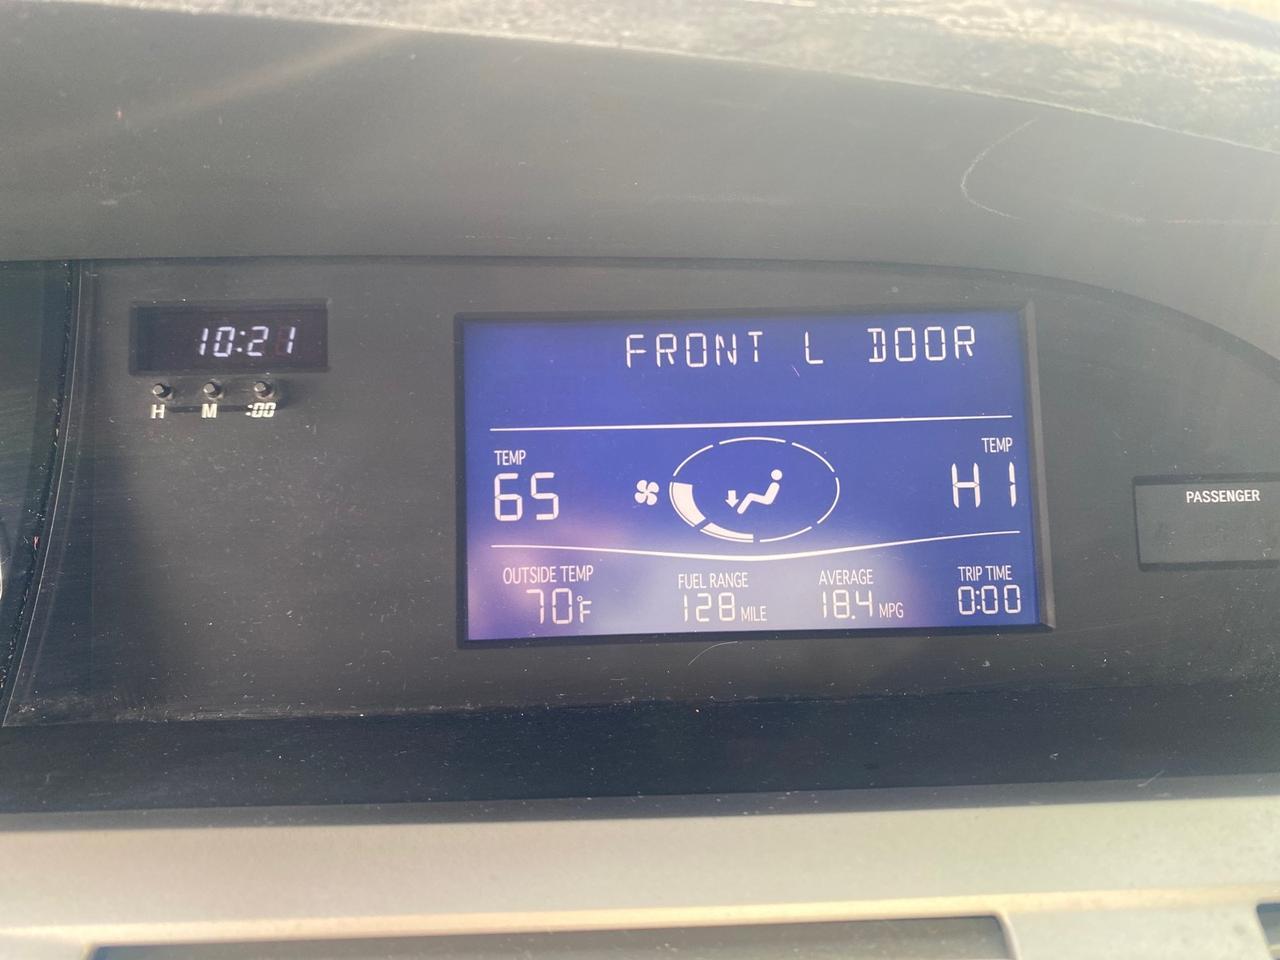 10:21
H M :00
FRONT L DOOR
TEMP
65
TEMP
HI
PASSENGER
OUTSIDE TEMP
70°F
FUEL RANGE
128 MILE
AVERAGE
18.4 MPG
TRIP TIME
0:00